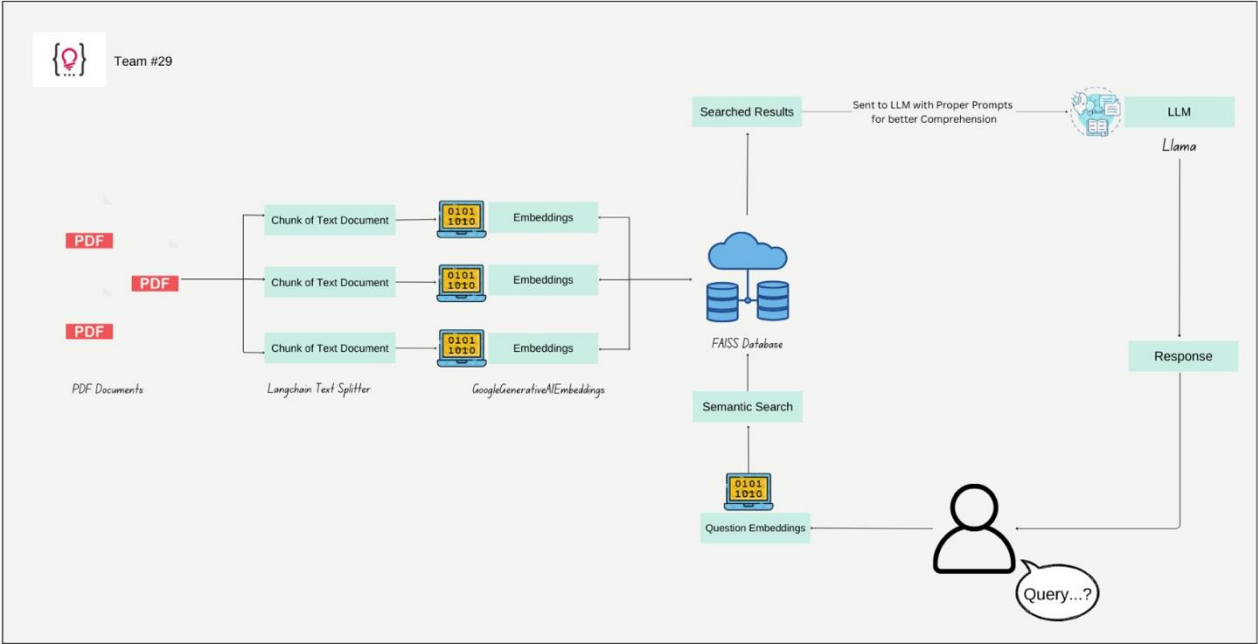 Team #29
Searched Results
Sent to LLM with Proper Prompts
for better Comprehension
LLM
Llama
PDF
PDF
PDF
PDF Documents
Chunk of Text Document
Chunk of Text Document
Chunk of Text Document
Langchain Text Splitter
0101
1010
Embeddings
0101
1010
Embeddings
0101
1010
Embeddings
GoogleGenerativeAIEmbeddings
FAISS Database
Semantic Search
0101
1010
Question Embeddings
Response
Query...?